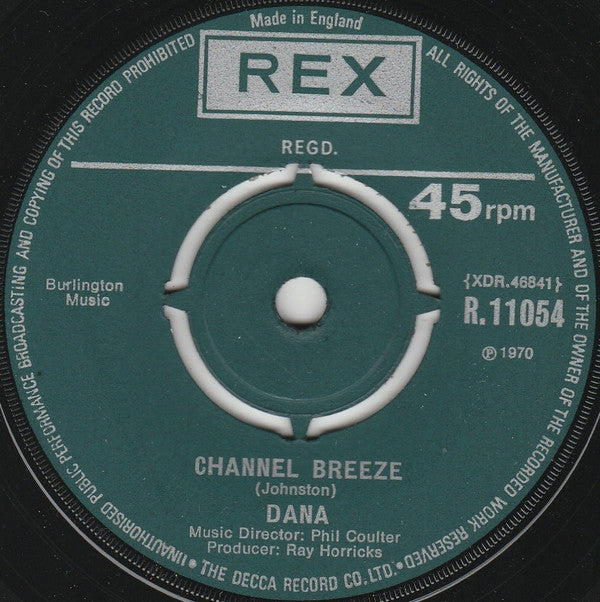 Made in England
REX
REGD.
45 rpm
Burlington
Music
{XDR.46841}
R.11054
℗ 1970
CHANNEL BREEZE
(Johnston)
DANA
Music Director: Phil Coulter
Producer: Ray Horricks
ALL RIGHTS OF THE MANUFACTURER AND OF THE OWNER OF THE RECORDED WORK RESERVED • THE DECCA RECORD CO. LTD. • UNAUTHORISED PUBLIC PERFORMANCE BROADCASTING AND COPYING OF THIS RECORD PROHIBITED